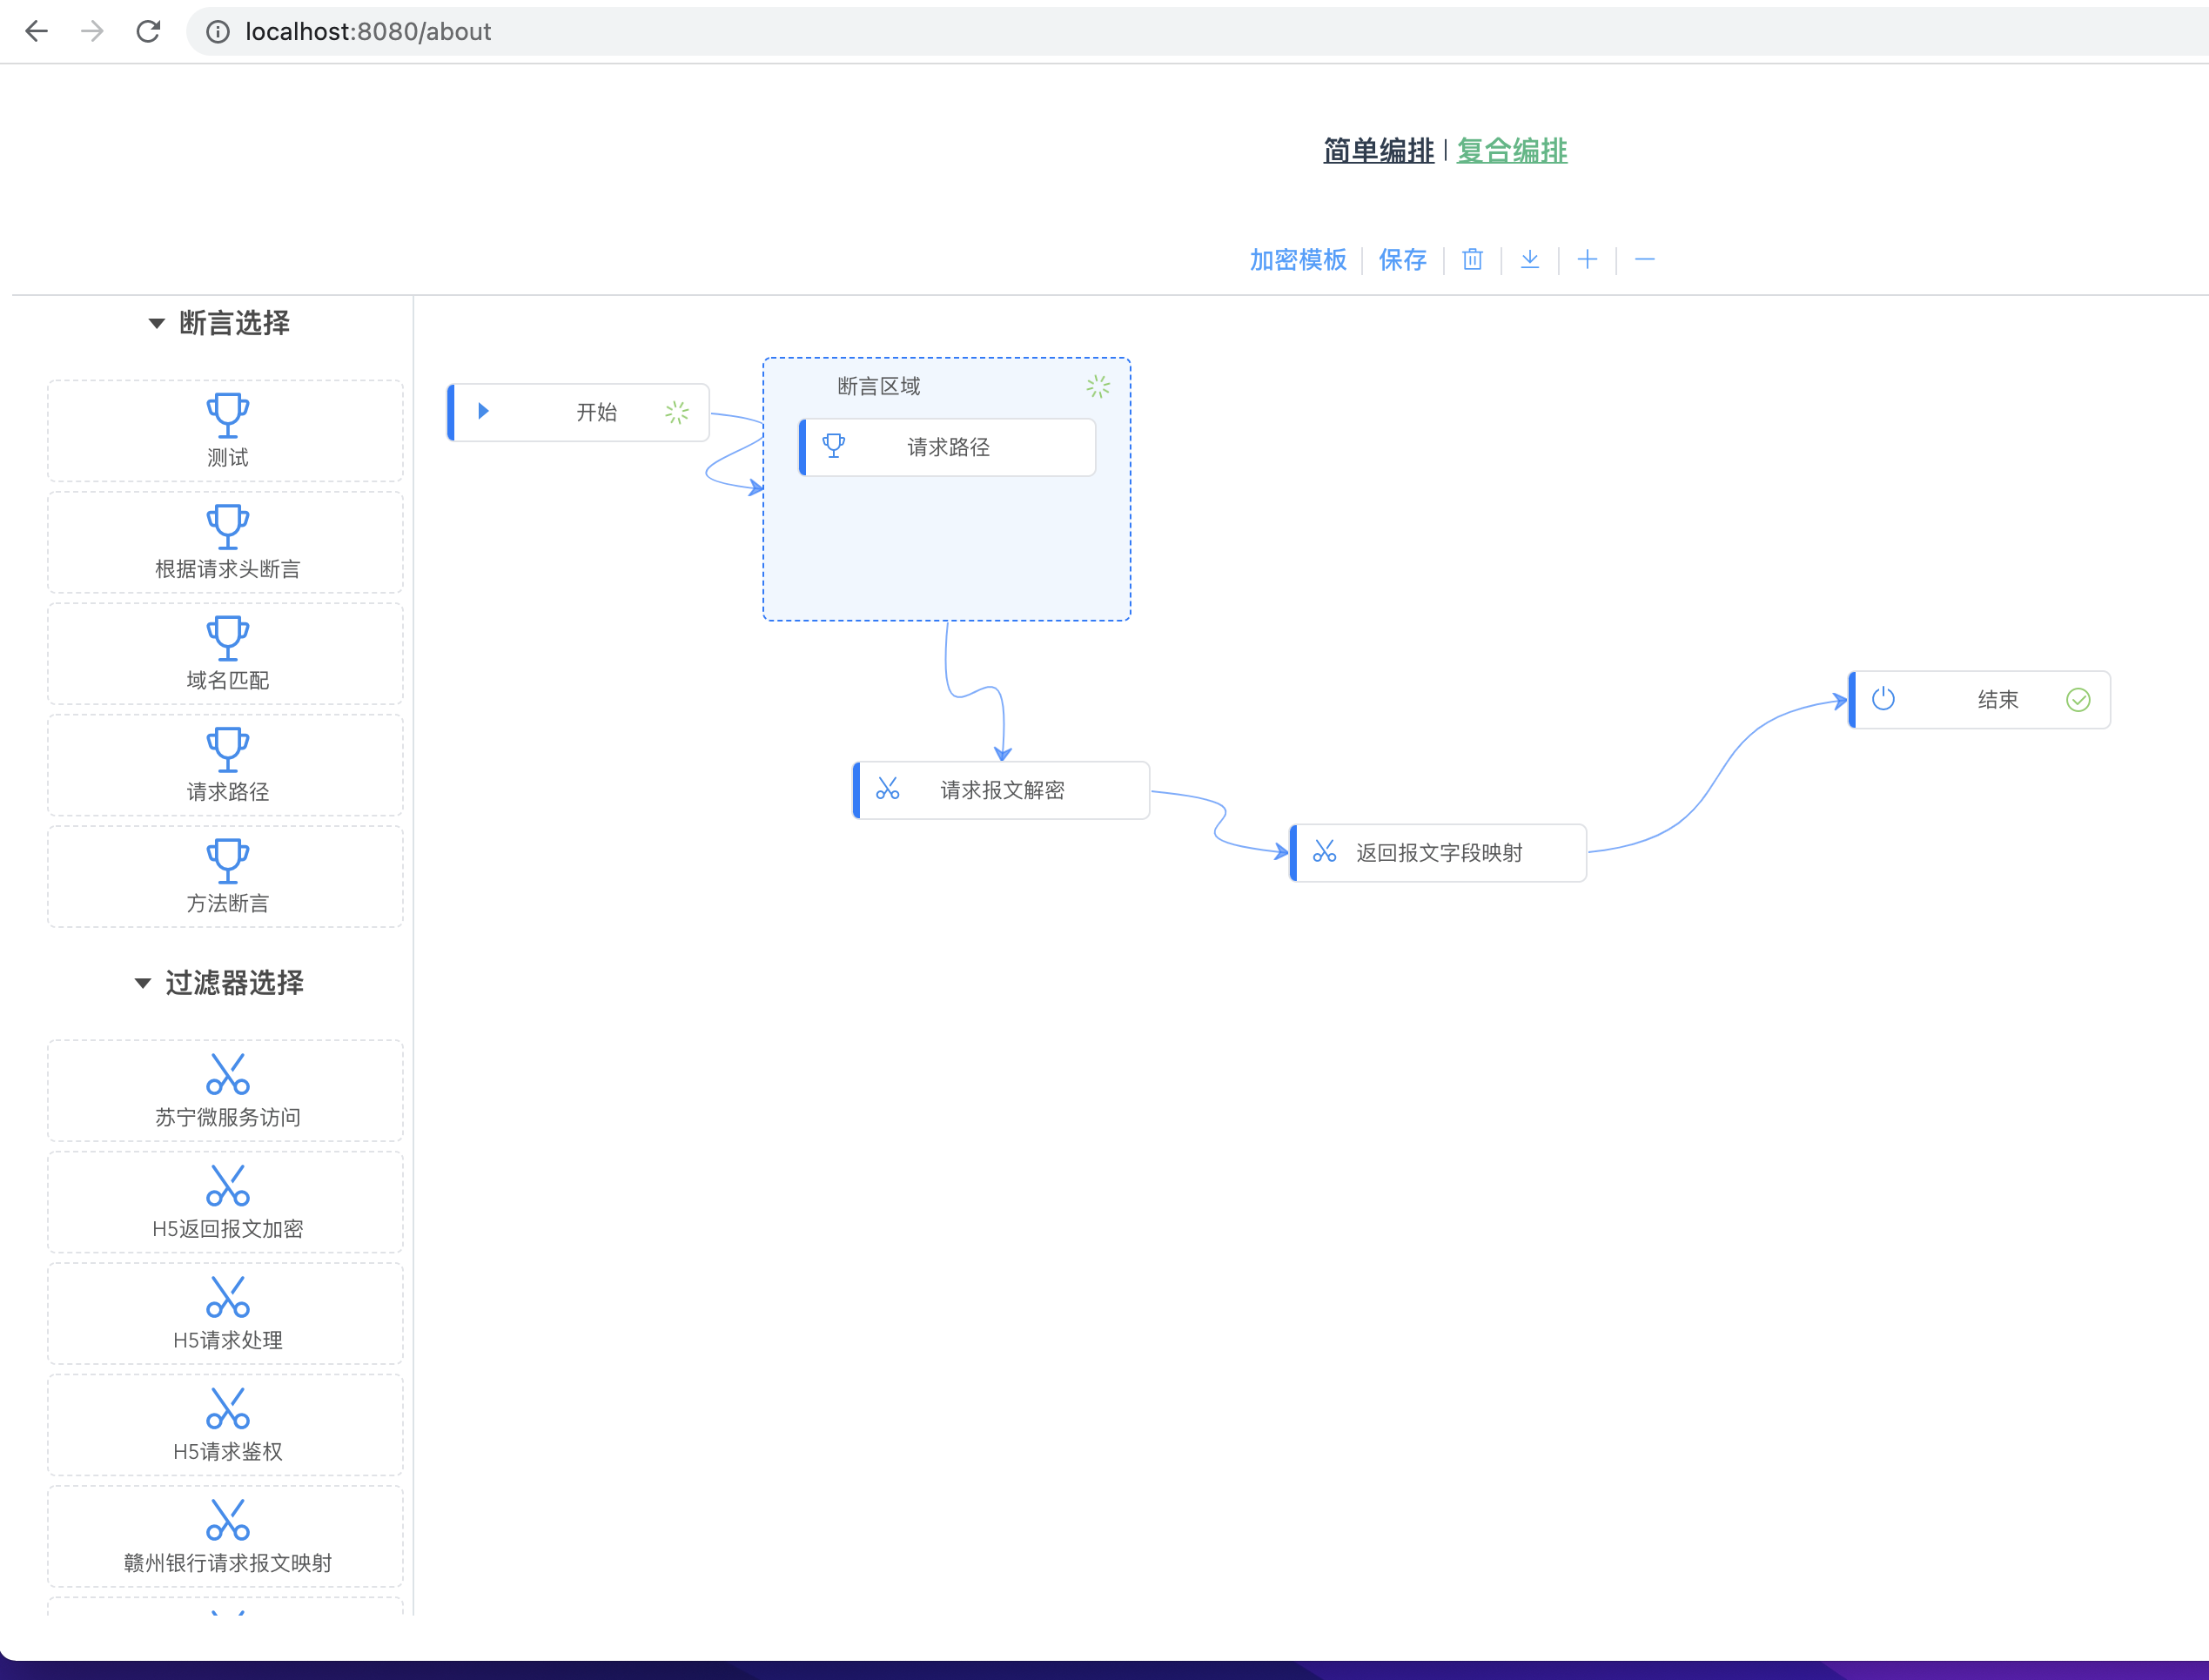 localhost:8080/about
简单编排 | 复合编排
加密模板 保存
断言选择
测试
根据请求头断言
域名匹配
请求路径
方法断言
过滤器选择
苏宁微服务访问
H5返回报文加密
H5请求处理
H5请求鉴权
赣州银行请求报文映射
开始
断言区域
请求路径
请求报文解密
返回报文字段映射
结束